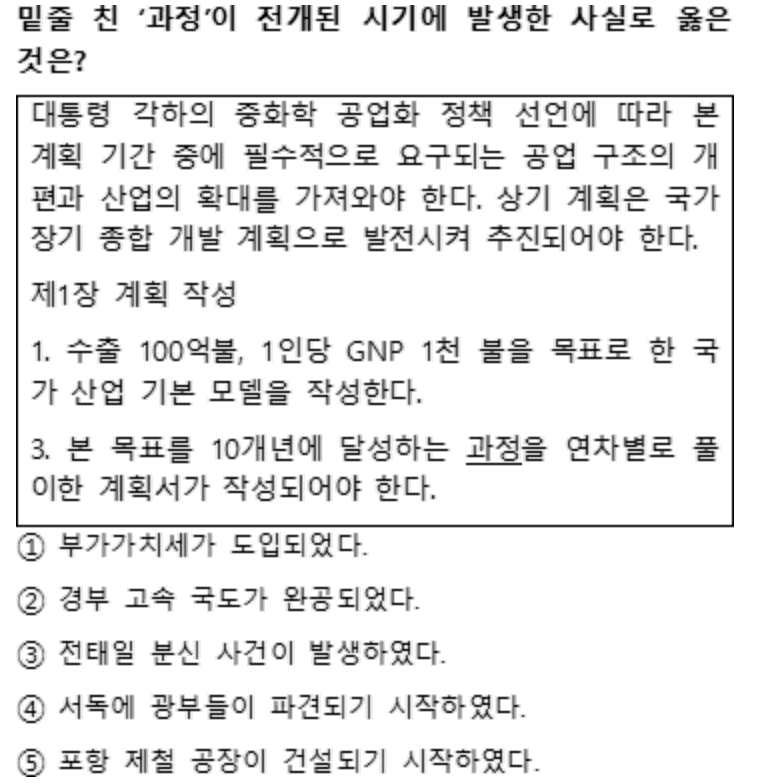 밑줄 친 ‘과정’이 전개된 시기에 발생한 사실로 옳은
것은?
대통령 각하의 중화학 공업화 정책 선언에 따라 본
계획 기간 중에 필수적으로 요구되는 공업 구조의 개
편과 산업의 확대를 가져와야 한다. 상기 계획은 국가
장기 종합 개발 계획으로 발전시켜 추진되어야 한다.
제1장 계획 작성
1. 수출 100억불, 1인당 GNP 1천 불을 목표로 한 국
가 산업 기본 모델을 작성한다.
3. 본 목표를 10개년에 달성하는 과정을 연차별로 풀
이한 계획서가 작성되어야 한다.
① 부가가치세가 도입되었다.
② 경부 고속 국도가 완공되었다.
③ 전태일 분신 사건이 발생하였다.
④ 서독에 광부들이 파견되기 시작하였다.
⑤ 포항 제철 공장이 건설되기 시작하였다.